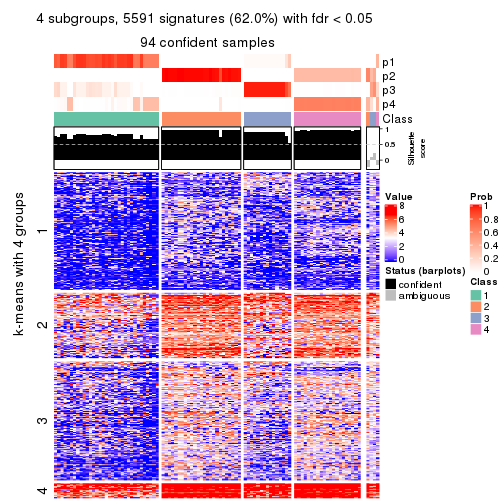 4 subgroups, 5591 signatures (62.0%) with fdr < 0.05
94 confident samples
p1
p2
p3
p4
Class
1
0.5
0
Silhouette
score
k-means with 4 groups
1
2
3
4
Value
8
6
4
2
0
Status (barplots)
confident
ambiguous
Prob
1
0.8
0.6
0.4
0.2
0
Class
1
2
3
4